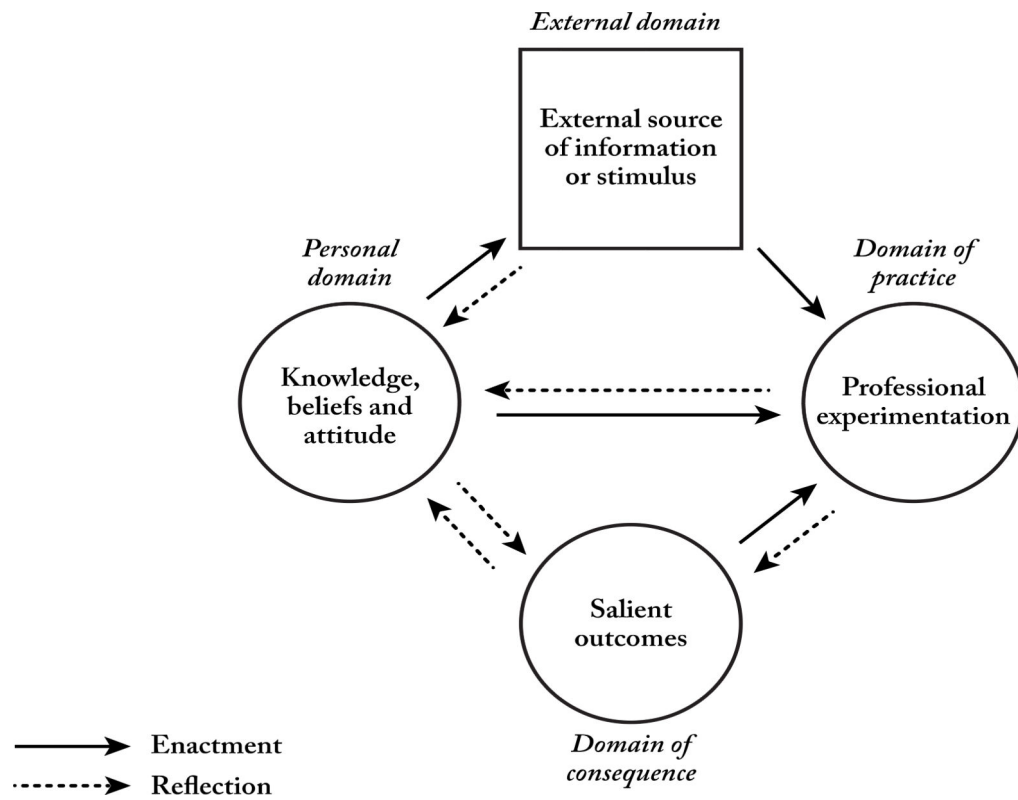 External domain
External source
of information
or stimulus
Personal
domain
Domain of
practice
Knowledge,
beliefs and
attitude
Professional
experimentation
Salient
outcomes
Domain of
consequence
Enactment
Reflection